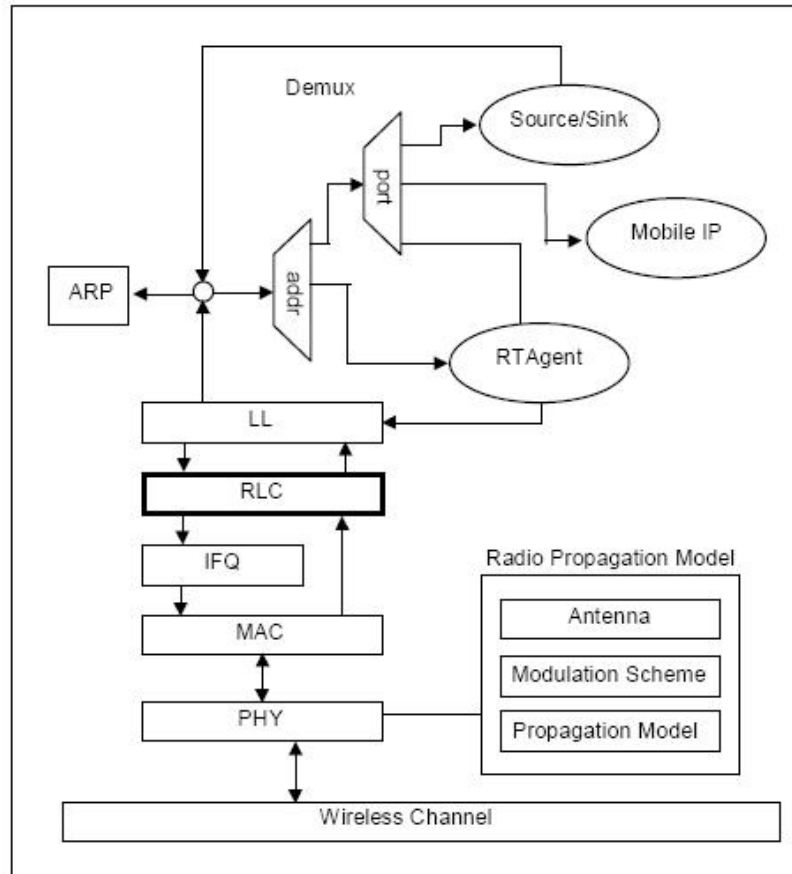 Demux
Source/Sink
port
Mobile IP
ARP
addr
RTAgent
LL
RLC
IFQ
Radio Propagation Model
Antenna
MAC
Modulation Scheme
PHY
Propagation Model
Wireless Channel